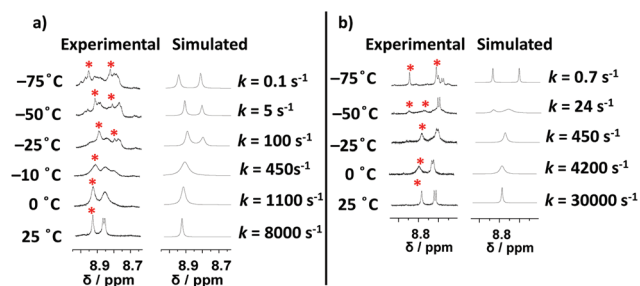 a)
Experimental Simulated
−75 ˚C k = 0.1 s-1
−50˚C k = 5 s-1
−25˚C k = 100 s-1
−10 ˚C k = 450s-1
0 ˚C k = 1100 s-1
25 ˚C k = 8000 s-1
8.9 8.7 8.9 8.7
δ / ppm δ / ppm
b)
Experimental Simulated
−75 ˚C k = 0.7 s-1
−50 ˚C k = 24 s-1
−25 ˚C k = 450 s-1
0 ˚C k = 4200 s-1
25 ˚C k = 30000 s-1
8.8 8.8
δ / ppm δ / ppm